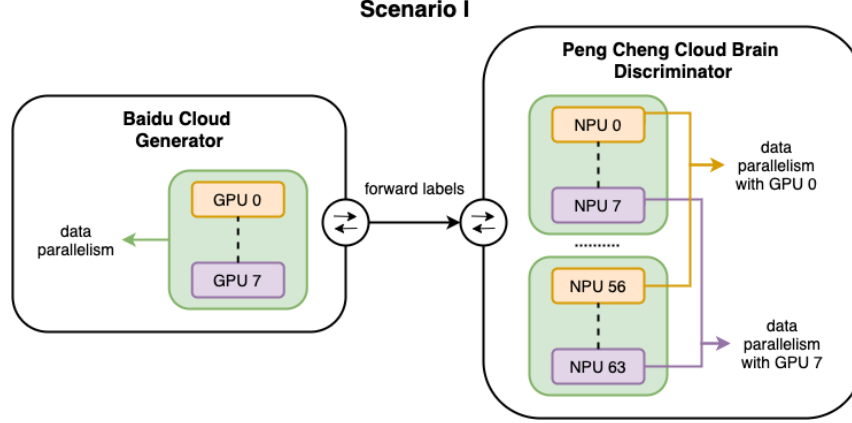 Scenario I
Baidu Cloud
Generator
GPU 0
GPU 7
data
parallelism
forward labels
Peng Cheng Cloud Brain
Discriminator
NPU 0
NPU 7
..........
NPU 56
NPU 63
data
parallelism
with GPU 0
data
parallelism
with GPU 7